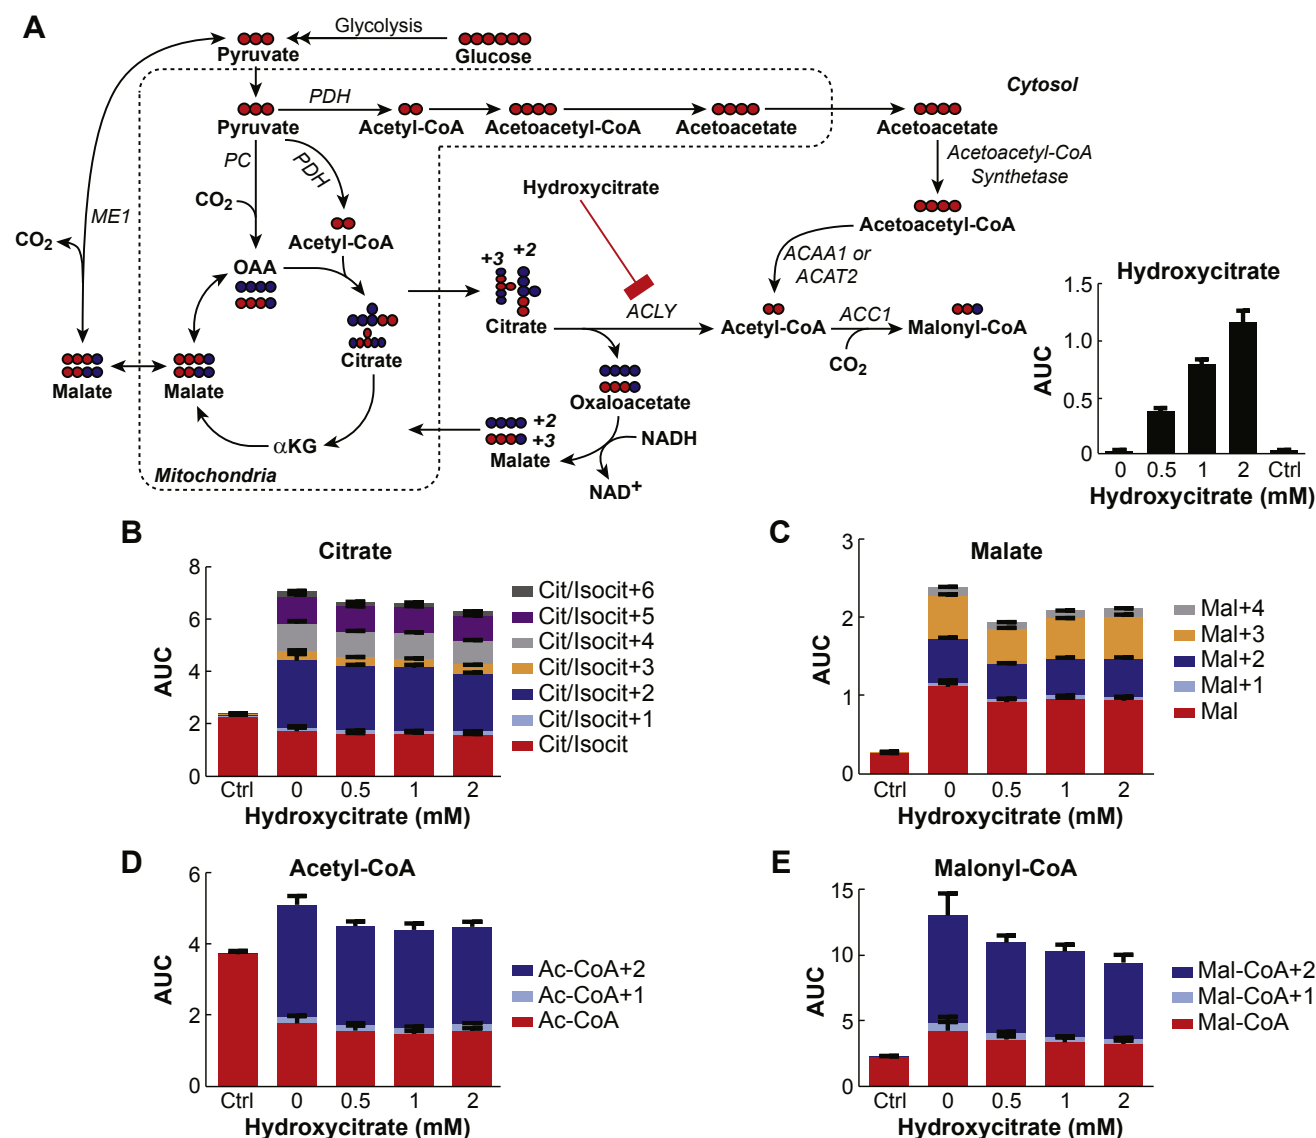 A
Glycolysis
Pyruvate
Glucose
PDH
Cytosol
Pyruvate
Acetyl-CoA
Acetoacetyl-CoA
Acetoacetate
Acetoacetate
PC
PDH
Acetoacetyl-CoA
Synthetase
Hydroxycitrate
CO2
ME1
Acetoacetyl-CoA
CO2
Acetyl-CoA
OAA
+3 +2
ACAA1 or
ACAT2
Citrate
ACLY
Acetyl-CoA
ACC1
Malonyl-CoA
CO2
Citrate
Malate
Malate
Oxaloacetate
+2
+3
Malate
NADH
NAD+
αKG
Mitochondria
Hydroxycitrate
AUC
1.5
1.0
0.5
0
0 0.5 1 2 Ctrl
Hydroxycitrate (mM)
B
Citrate
AUC
8
6
4
2
0
Ctrl 0 0.5 1 2
Hydroxycitrate (mM)
Cit/Isocit+6
Cit/Isocit+5
Cit/Isocit+4
Cit/Isocit+3
Cit/Isocit+2
Cit/Isocit+1
Cit/Isocit
C
Malate
AUC
3
2
1
0
Ctrl 0 0.5 1 2
Hydroxycitrate (mM)
Mal+4
Mal+3
Mal+2
Mal+1
Mal
D
Acetyl-CoA
AUC
6
4
2
0
Ctrl 0 0.5 1 2
Hydroxycitrate (mM)
Ac-CoA+2
Ac-CoA+1
Ac-CoA
E
Malonyl-CoA
AUC
15
10
5
0
Ctrl 0 0.5 1 2
Hydroxycitrate (mM)
Mal-CoA+2
Mal-CoA+1
Mal-CoA